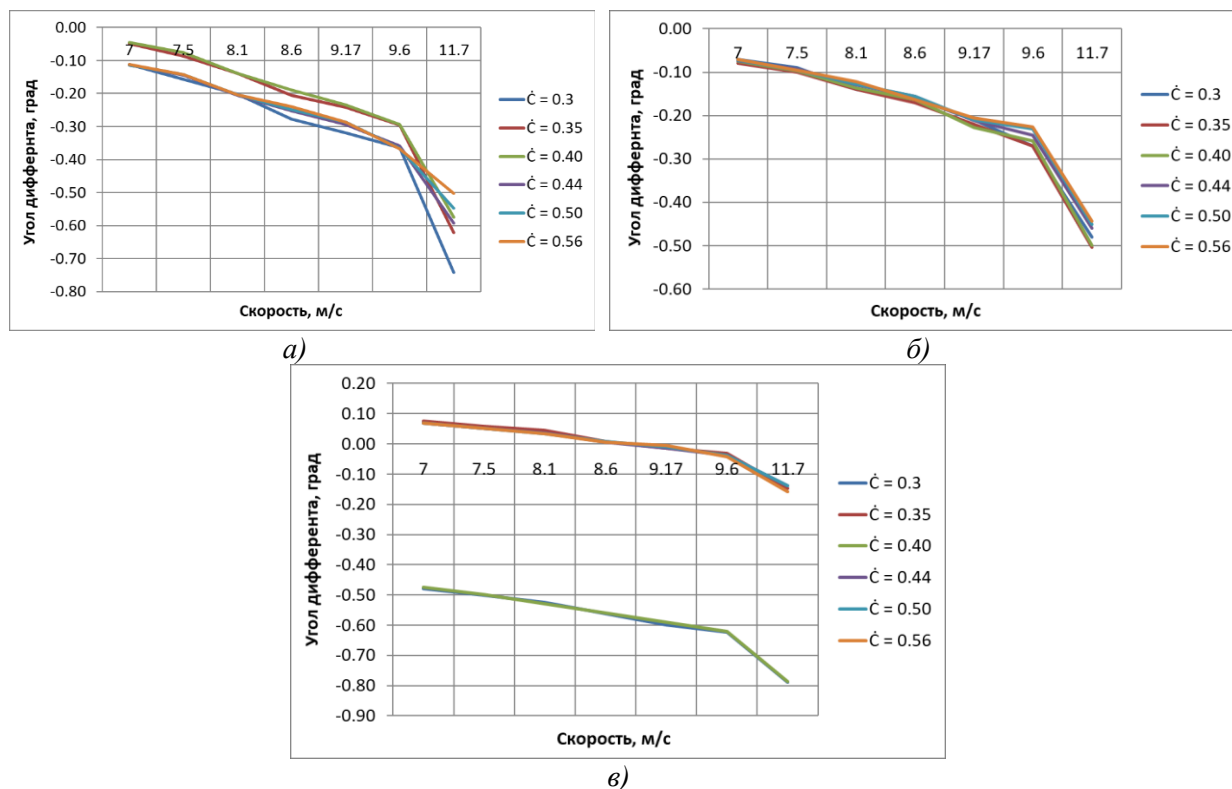 0.00
-0.10
-0.20
-0.30
-0.40
-0.50
-0.60
-0.70
-0.80
7 7.5 8.1 8.6 9.17 9.6 11.7
Угол диффернта, град
Скорость, м/с
Ċ = 0.3
Ċ = 0.35
Ċ = 0.40
Ċ = 0.44
Ċ = 0.50
Ċ = 0.56
а)
0.00
-0.10
-0.20
-0.30
-0.40
-0.50
-0.60
7 7.5 8.1 8.6 9.17 9.6 11.7
Угол дифферента, град
Скорость, м/с
Ċ = 0.3
Ċ = 0.35
Ċ = 0.40
Ċ = 0.44
Ċ = 0.50
Ċ = 0.56
б)
0.20
0.10
0.00
-0.10
-0.20
-0.30
-0.40
-0.50
-0.60
-0.70
-0.80
-0.90
7 7.5 8.1 8.6 9.17 9.6 11.7
Угол дифферента, град
Скорость, м/с
Ċ = 0.3
Ċ = 0.35
Ċ = 0.40
Ċ = 0.44
Ċ = 0.50
Ċ = 0.56
в)